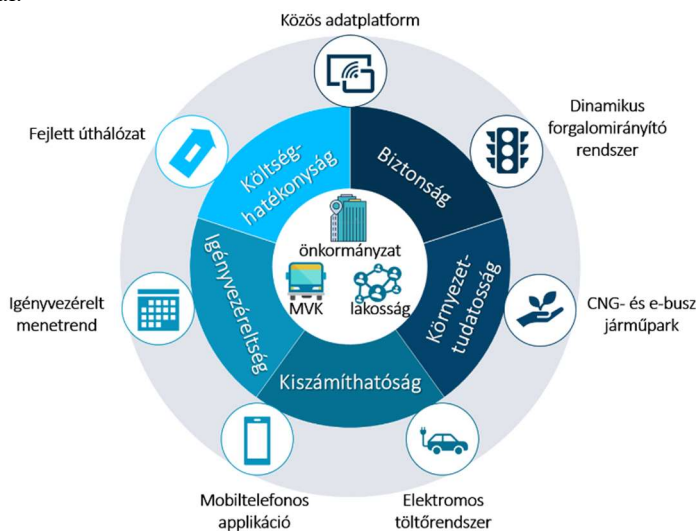 Közös adatplatform
Fejlett úthálózat
Dinamikus
forgalomirányító
rendszer
Költség-
hatékonyság
Biztonság
önkormányzat
MVK
lakosság
Igényvezéreltség
Környezet-
tudatosság
Kiszámíthatóság
Igényvezérelt
menetrend
CNG- és e-busz
járműpark
Mobiltelefonos
applikáció
Elektromos
töltőrendszer